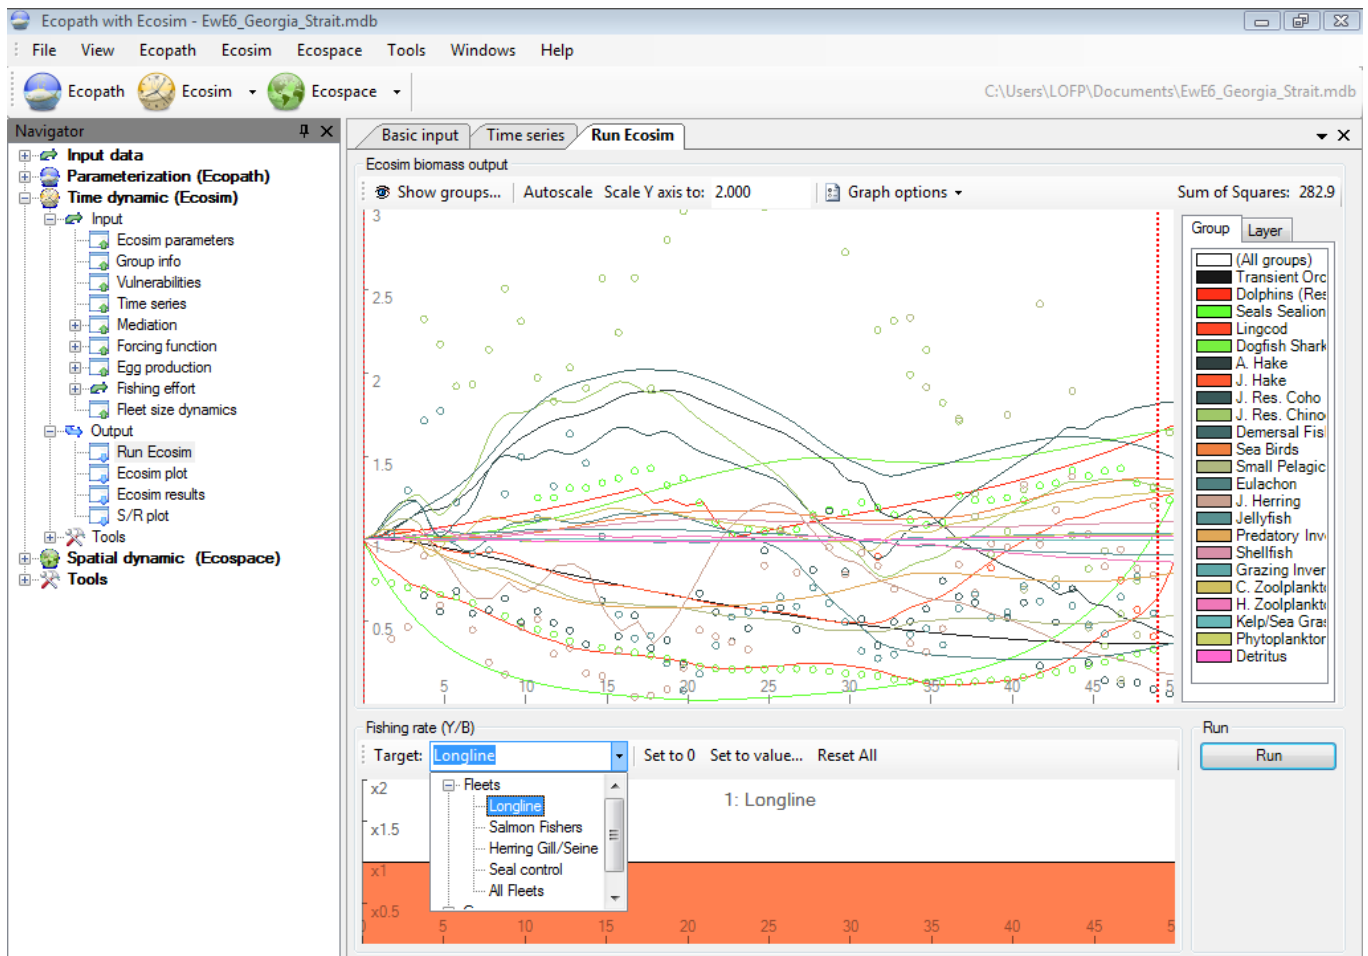 Ecopath with Ecosim - EwE6_Georgia_Strait.mdb
File View Ecopath Ecosim Ecospace Tools Windows Help
Ecopath Ecosim Ecospace C:\Users\LOFP\Documents\EwE6_Georgia_Strait.mdb
Navigator
Input data
Parameterization (Ecopath)
Time dynamic (Ecosim)
Input
Ecosim parameters
Group info
Vulnerabilities
Time series
Mediation
Forcing function
Egg production
Fishing effort
Fleet size dynamics
Output
Run Ecosim
Ecosim plot
Ecosim results
S/R plot
Tools
Spatial dynamic (Ecospace)
Tools
Basic input Time series Run Ecosim
Ecosim biomass output
Show groups... Autoscale Scale Y axis to: 2.000 Graph options Sum of Squares: 282.9
3
2.5
2
1.5
1
0.5
5 10 15 20 25 30 35 40 45 5
Group Layer
(All groups)
Transient Orc
Dolphins (Res
Seals Sealion
Lingcod
Dogfish Shark
A. Hake
J. Hake
J. Res. Coho
J. Res. Chino
Demersal Fis
Sea Birds
Small Pelagic
Eulachon
J. Herring
Jellyfish
Predatory Inv
Shellfish
Grazing Inver
C. Zoolplankt
H. Zoolplankt
Kelp/Sea Gras
Phytoplankton
Detritus
Fishing rate (Y/B)
Target: Longline Set to 0 Set to value... Reset All
Fleets
Longline
Salmon Fishers
Herring Gill/Seine
Seal control
All Fleets
1: Longline
x2
x1.5
x1
x0.5
5 10 15 20 25 30 35 40 45 5
Run
Run